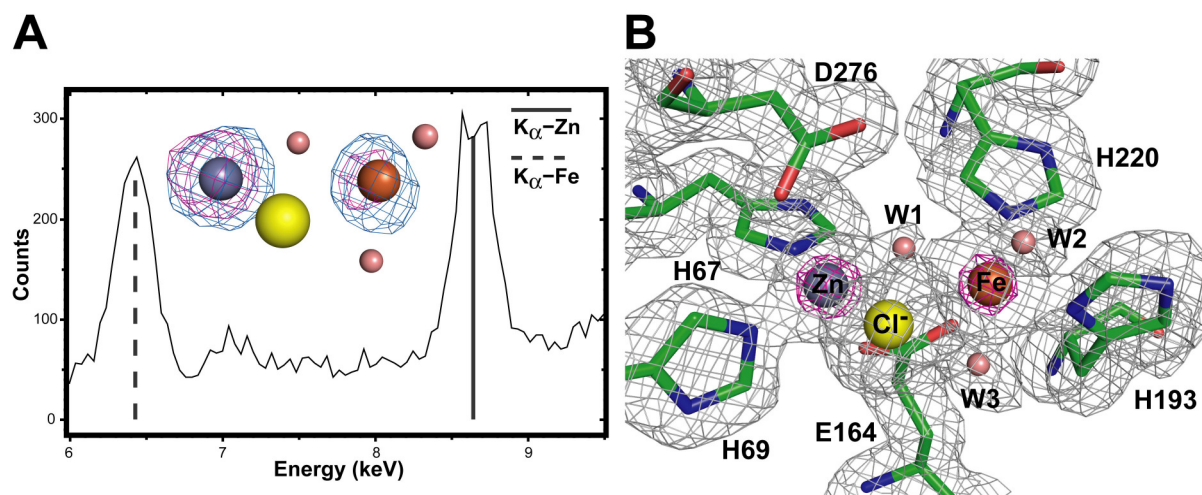 A
300
200
100
0
Counts
6
7
8
9
Energy (keV)
Kα−Zn
Kα−Fe
B
D276
H220
W1
W2
H67
Zn
Fe
Cl-
H69
E164
W3
H193